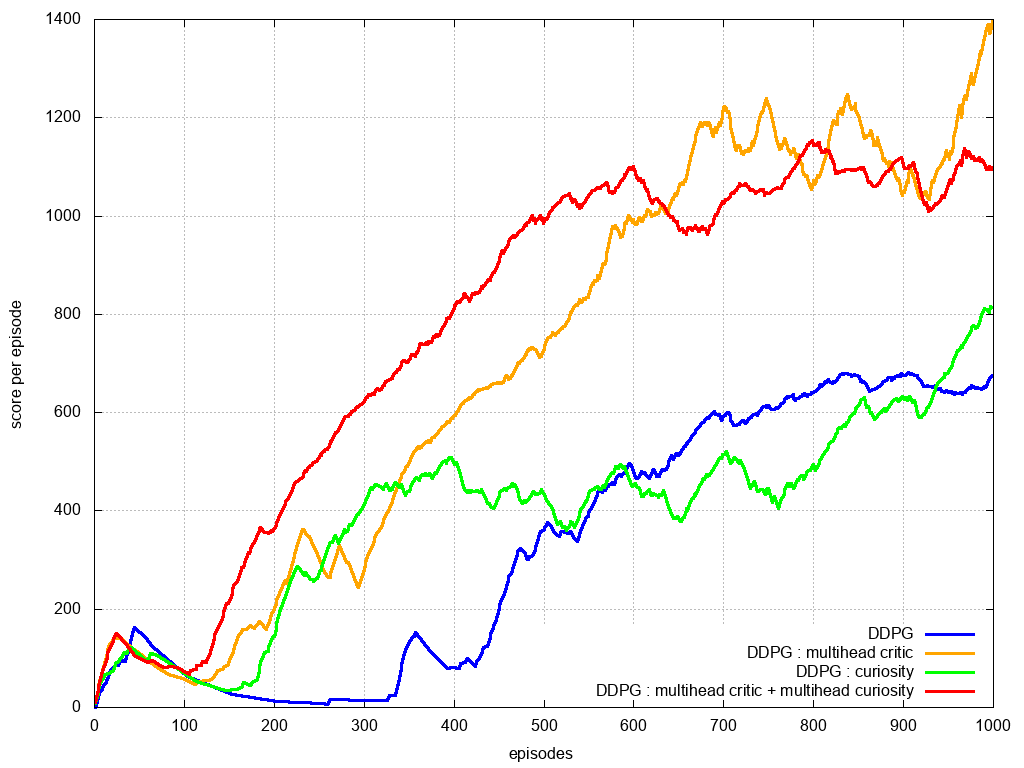 1400
1200
1000
800
600
400
200
0
score per episode
DDPG
DDPG : multihead critic
DDPG : curiosity
DDPG : multihead critic + multihead curiosity
0 100 200 300 400 500 600 700 800 900 1000
episodes